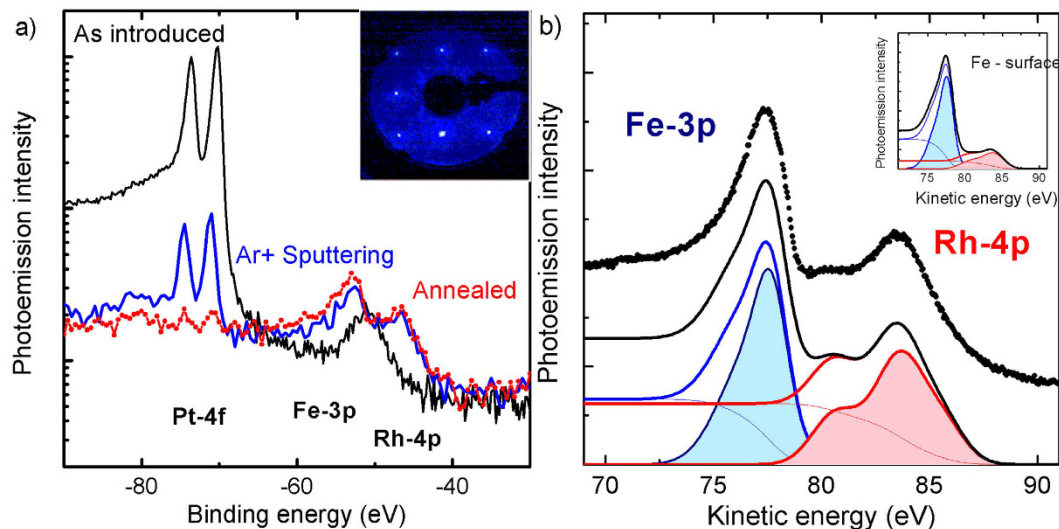 a)
As introduced
Photoemission intensity
Ar+ Sputtering
Annealed
Pt-4f
Fe-3p
Rh-4p
-80
-60
-40
Binding energy (eV)
b)
Photoemission intensity
Fe-3p
Rh-4p
70
75
80
85
90
Kinetic energy (eV)
Fe - surface
Photoemission intensity
75
80
85
90
Kinetic energy (eV)